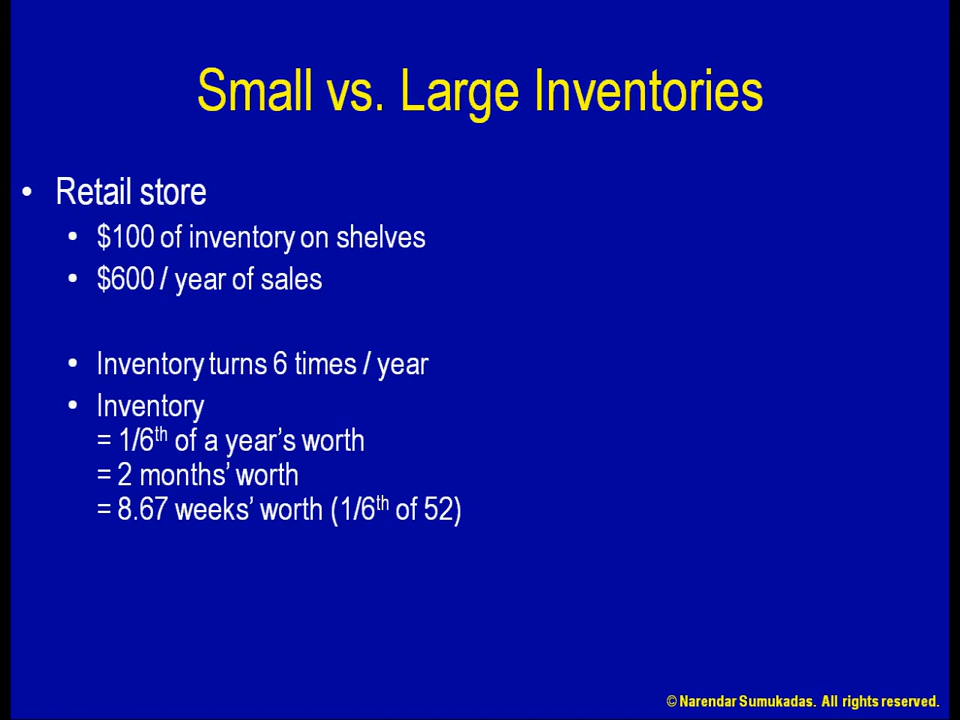 Small vs. Large Inventories
• Retail store
• $100 of inventory on shelves
• $600 / year of sales
• Inventory turns 6 times / year
• Inventory
= 1/6th of a year's worth
= 2 months' worth
= 8.67 weeks' worth (1/6th of 52)
© Narendar Sumukadas. All rights reserved.